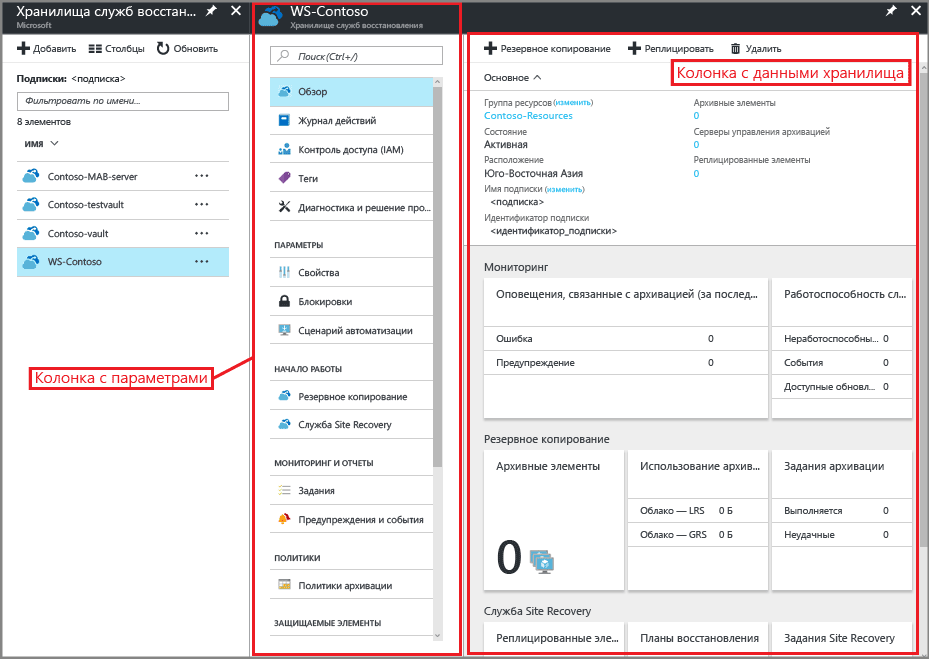 Хранилища служб восстан...
Microsoft
Добавить
Столбцы
Обновить
Подписки: <подписка>
Фильтровать по имени...
8 элементов
имя
Contoso-MAB-server
Contoso-testvault
Contoso-vault
WS-Contoso
Колонка с параметрами
WS-Contoso
Хранилище служб восстановления
Поиск(Ctrl+/)
Обзор
Журнал действий
Контроль доступа (IAM)
Теги
Диагностика и решение про...
ПАРАМЕТРЫ
Свойства
Блокировки
Сценарий автоматизации
НАЧАЛО РАБОТЫ
Резервное копирование
Служба Site Recovery
МОНИТОРИНГ И ОТЧЕТЫ
Задания
Предупреждения и события
ПОЛИТИКИ
Политики архивации
ЗАЩИЩАЕМЫЕ ЭЛЕМЕНТЫ
Резервное копирование
Реплицировать
Удалить
Колонка с данными хранилища
Основное
Группа ресурсов (изменить)
Contoso-Resources
Состояние
Активная
Расположение
Юго-Восточная Азия
Имя подписки (изменить)
<подписка>
Идентификатор подписки
<идентификатор_подписки>
Архивные элементы
0
Серверы управления архивацией
0
Реплицированные элементы
0
Мониторинг
Оповещения, связанные с архивацией (за послед...
Ошибка 0
Предупреждение 0
Работоспособность сл...
Неработоспособны... 0
События 0
Доступные обновл... 0
Резервное копирование
Архивные элементы
0
Использование архив...
Облако — LRS 0 Б
Облако — GRS 0 Б
Задания архивации
Выполняется 0
Неудачные 0
Служба Site Recovery
Реплицированные эле...
Планы восстановления
Задания Site Recovery